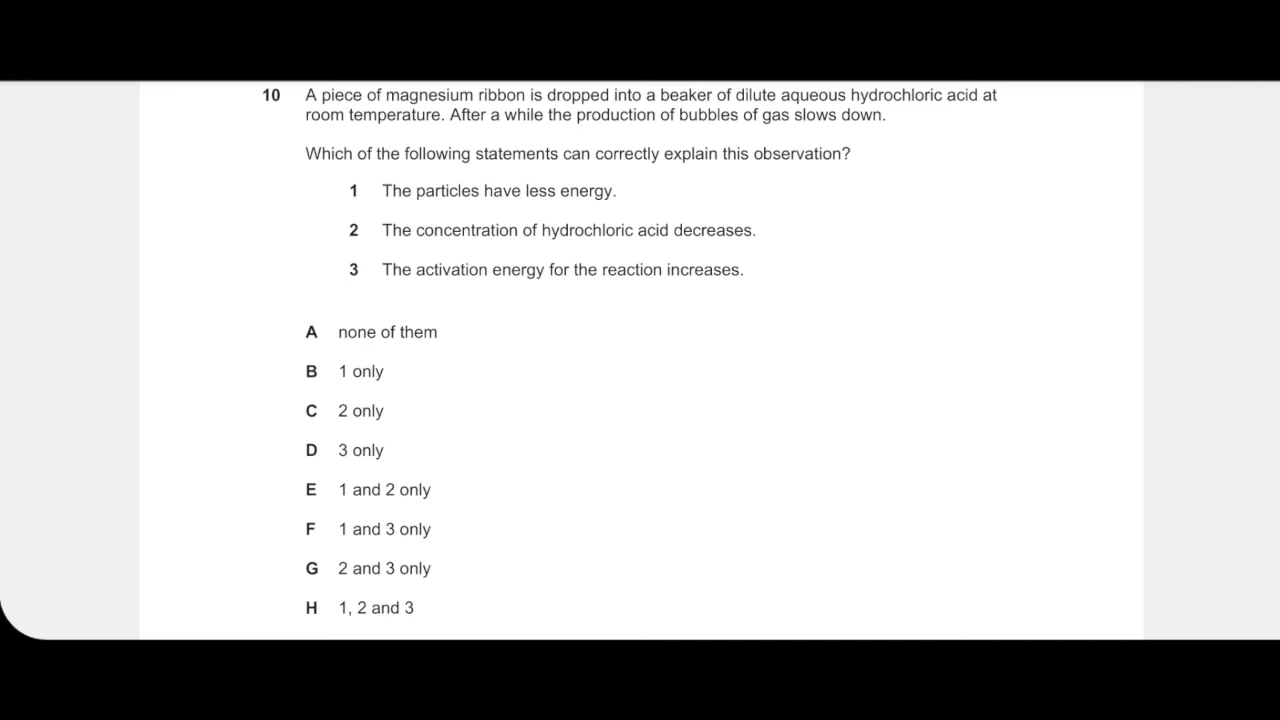 10 A piece of magnesium ribbon is dropped into a beaker of dilute aqueous hydrochloric acid at
room temperature. After a while the production of bubbles of gas slows down.
Which of the following statements can correctly explain this observation?
1 The particles have less energy.
2 The concentration of hydrochloric acid decreases.
3 The activation energy for the reaction increases.
A none of them
B 1 only
C 2 only
D 3 only
E 1 and 2 only
F 1 and 3 only
G 2 and 3 only
H 1, 2 and 3